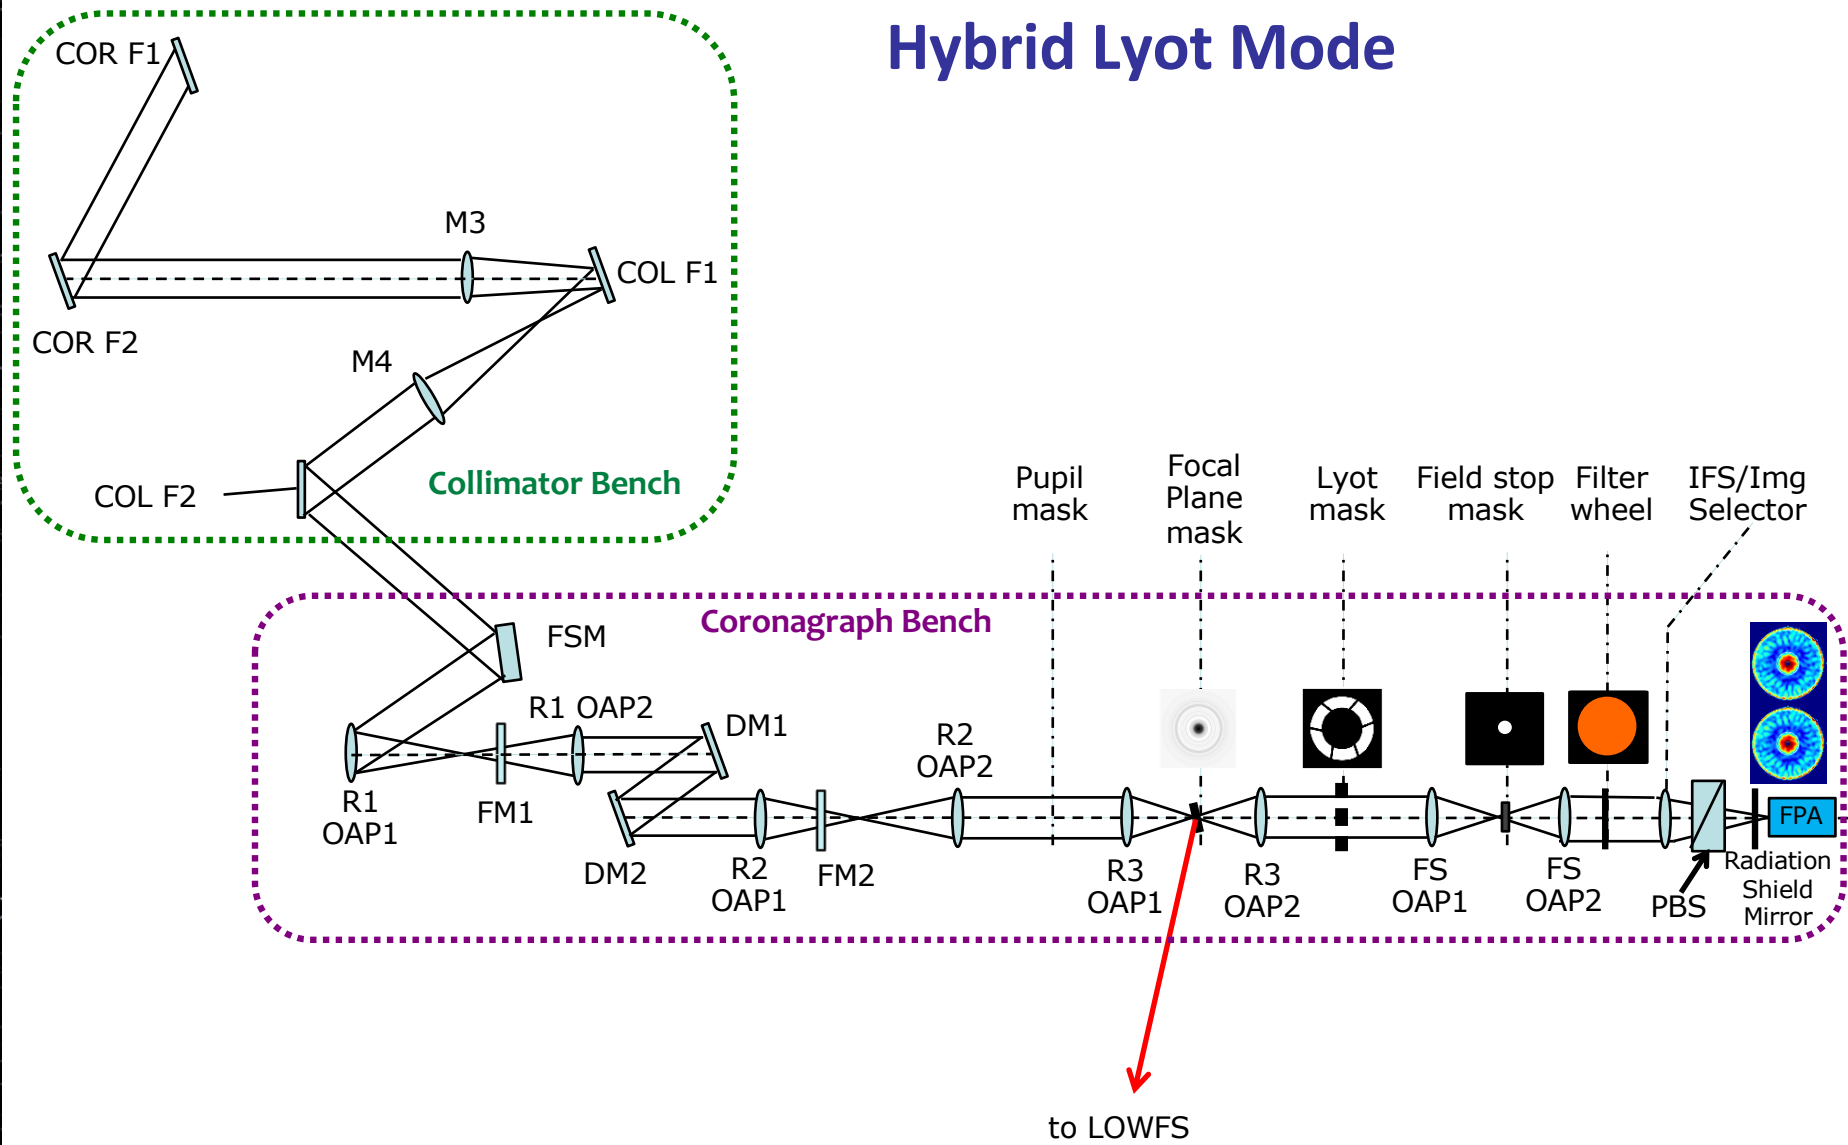 Hybrid Lyot Mode
COR F1
M3
COL F1
COR F2
M4
Collimator Bench
COL F2
Pupil
mask
Focal
Plane
mask
Lyot
mask
Field stop
mask
Filter
wheel
IFS/Img
Selector
Coronagraph Bench
FSM
R1 OAP2
DM1
R2
OAP2
R1
OAP1
FM1
DM2
R2
OAP1
FM2
R3
OAP1
R3
OAP2
FS
OAP1
FS
OAP2
PBS
FPA
Radiation
Shield
Mirror
to LOWFS